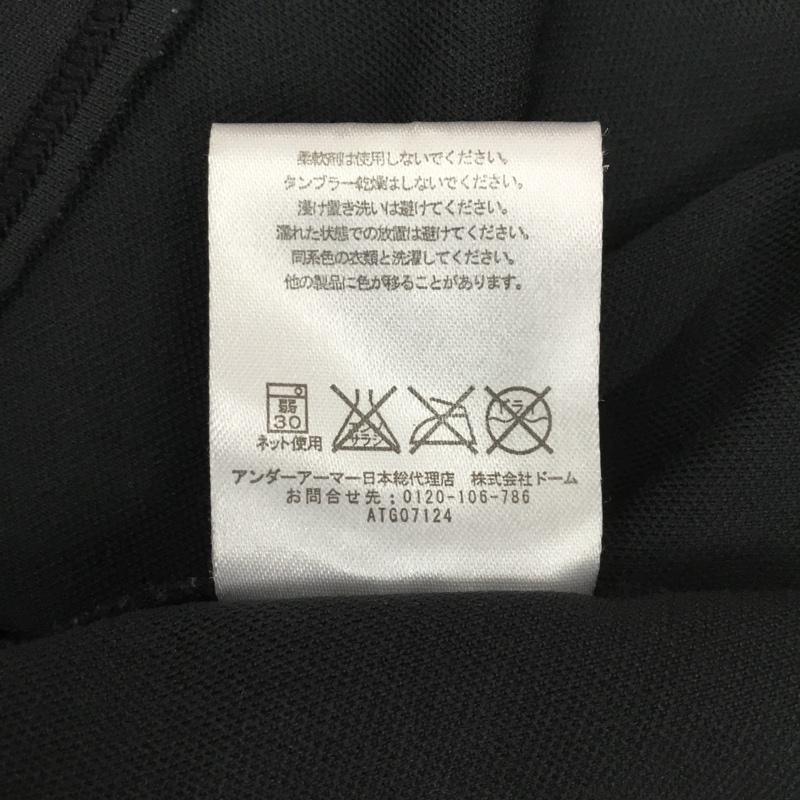 柔軟剤は使用しないでください。
タンブラー乾燥はしないでください。
浸け置き洗いは避けてください。
濡れた状態での放置は避けてください。
同系色の衣類と洗濯してください。
他の製品に色が移ることがあります。
弱
30
エンソ
サラシ
ドライ
ネット使用
アンダーアーマー日本総代理店 株式会社ドーム
お問合せ先：0120-106-786
ATG07124